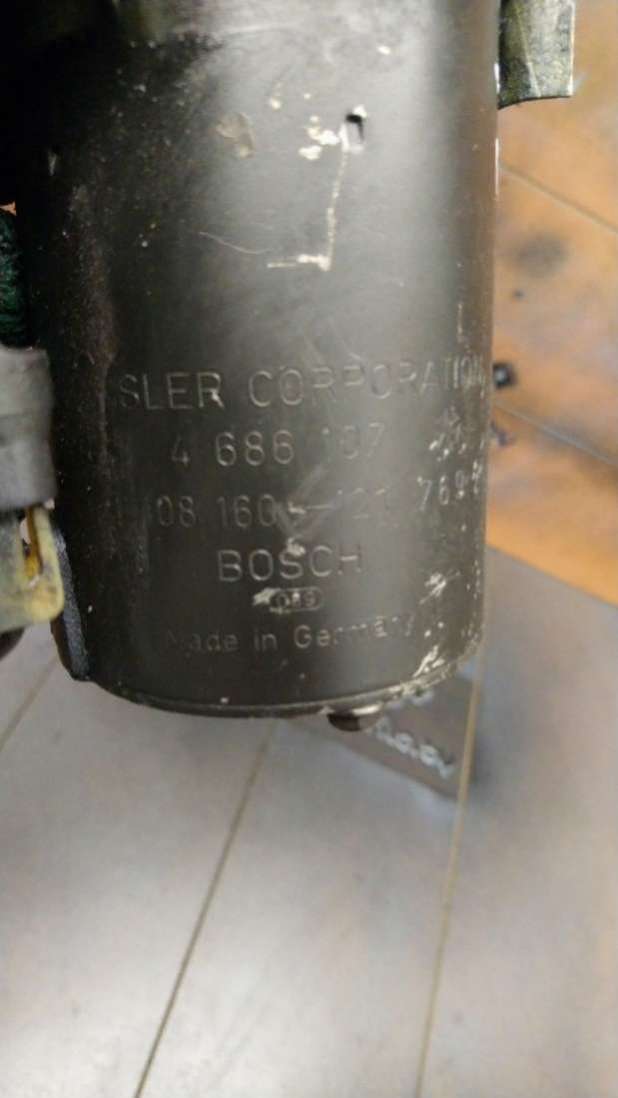 SLER CORPORATION
4 686 107
BOSCH
Made in Germany